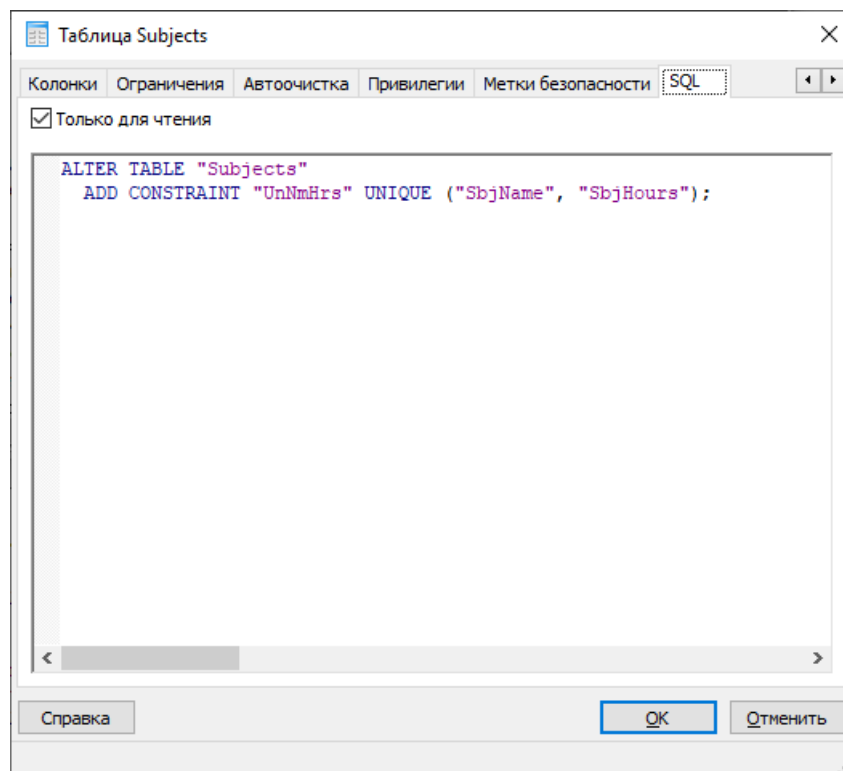 Таблица Subjects
Колонки Ограничения Автоочистка Привилегии Метки безопасности SQL
Только для чтения
ALTER TABLE "Subjects"
ADD CONSTRAINT "UnNmHrs" UNIQUE ("SbjName", "SbjHours");
Справка OK Отменить